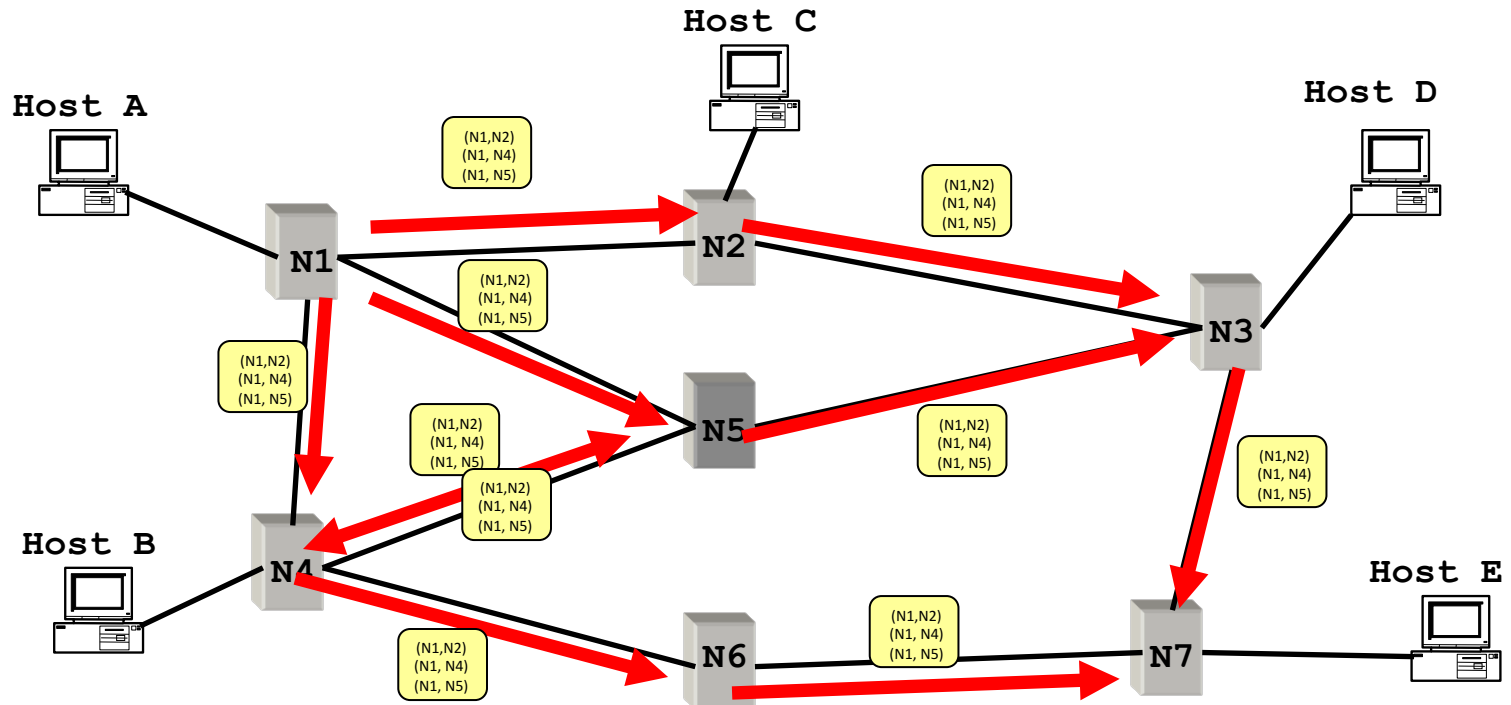 Host C
Host A
Host D
(N1,N2)
(N1, N4)
(N1, N5)
(N1,N2)
(N1, N4)
(N1, N5)
N1
N2
(N1,N2)
(N1, N4)
(N1, N5)
N3
(N1,N2)
(N1, N4)
(N1, N5)
(N1,N2)
(N1, N4)
(N1, N5)
N5
(N1,N2)
(N1, N4)
(N1, N5)
(N1,N2)
(N1, N4)
(N1, N5)
(N1,N2)
(N1, N4)
(N1, N5)
Host B
N4
Host E
(N1,N2)
(N1, N4)
(N1, N5)
N6
(N1,N2)
(N1, N4)
(N1, N5)
N7